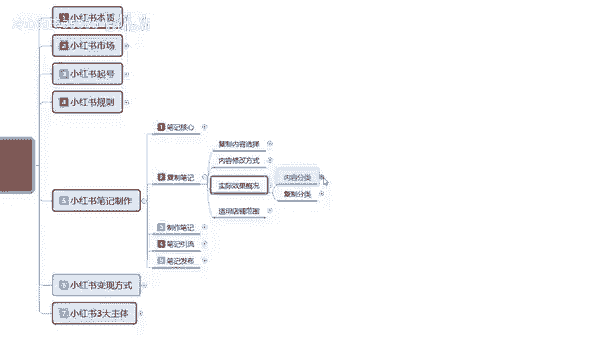 1 小红书本质
2 小红书市场
3 小红书起号
4 小红书规则
5 小红书笔记制作
1 笔记核心
2 复制笔记
复制内容选择
内容修改方式
实际效果概况
内容分类
复制分类
适用店铺范围
3 制作笔记
4 笔记引流
5 笔记发布
6 小红书变现方式
7 小红书3大主体